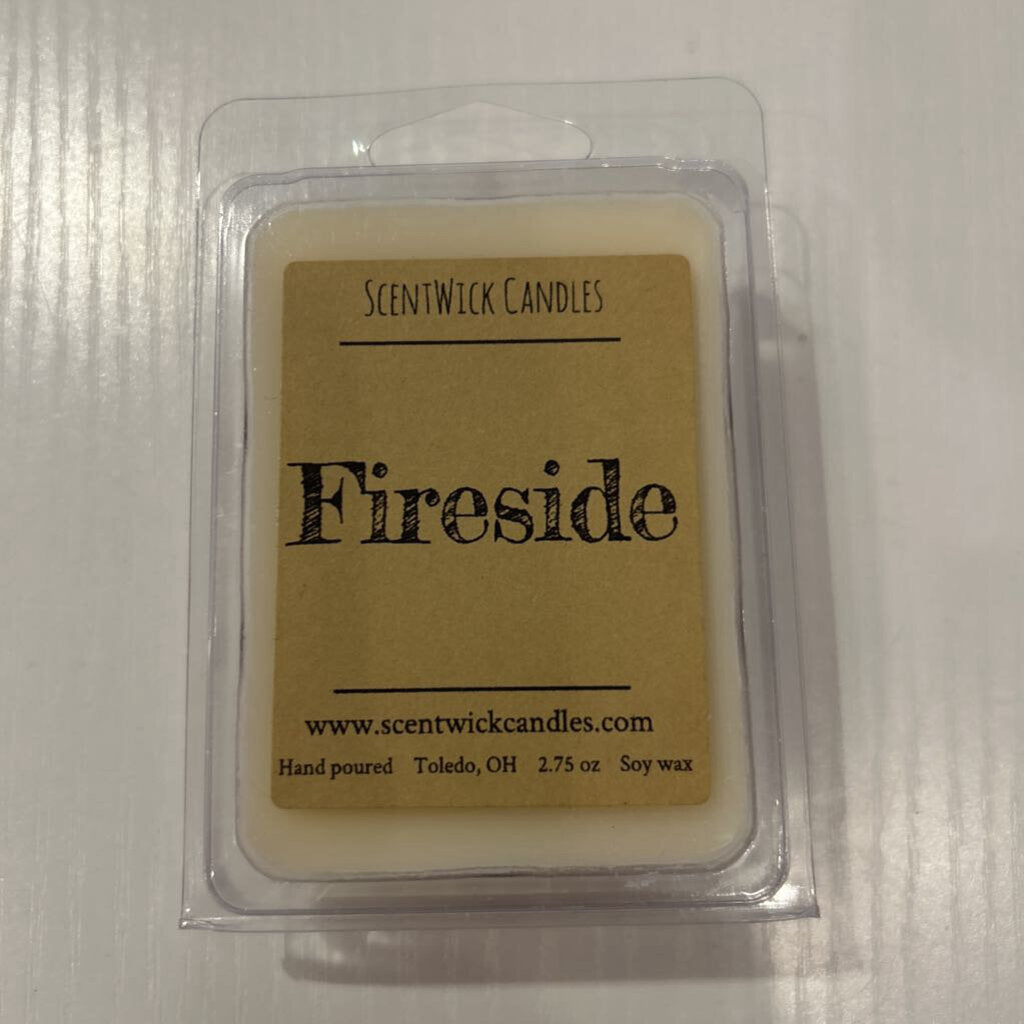 ScentWick Candles
Fireside
www.scentwickcandles.com
Hand poured Toledo, OH 2.75 oz Soy wax